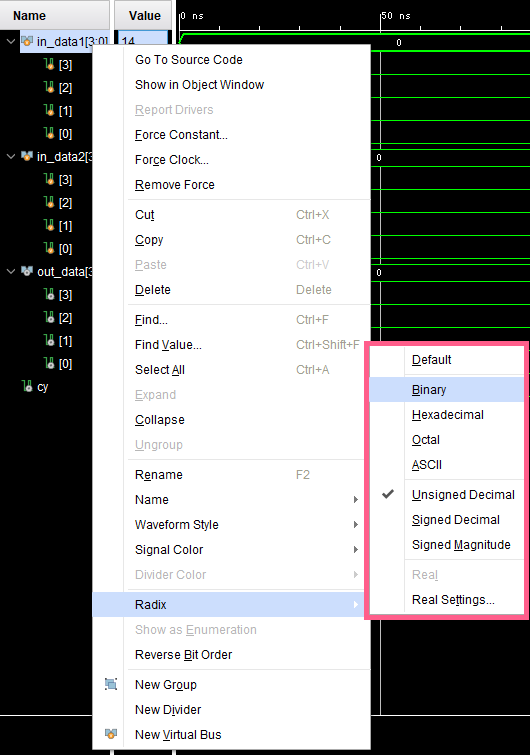 Name Value 0 ns 50 ns
in_data1[3:0] 14 0
[3]
[2]
[1]
[0]
in_data2[3 0
[3]
[2]
[1]
[0]
out_data[3 0
[3]
[2]
[1]
[0]
cy
Go To Source Code
Show in Object Window
Report Drivers
Force Constant...
Force Clock...
Remove Force
Cut Ctrl+X
Copy Ctrl+C
Paste Ctrl+V
Delete Delete
Find... Ctrl+F
Find Value... Ctrl+Shift+F
Select All Ctrl+A
Expand
Collapse
Ungroup
Rename F2
Name
Waveform Style
Signal Color
Divider Color
Radix
Show as Enumeration
Reverse Bit Order
New Group
New Divider
New Virtual Bus
Default
Binary
Hexadecimal
Octal
ASCII
Unsigned Decimal
Signed Decimal
Signed Magnitude
Real
Real Settings...